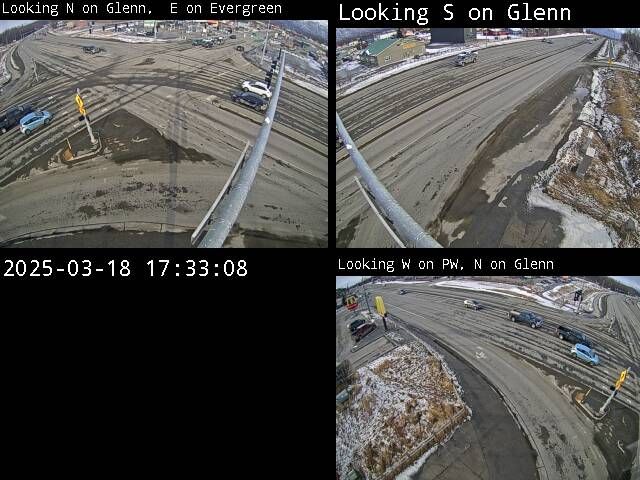 Looking N on Glenn,  E on Evergreen
Looking S on Glenn
2025-03-18 17:33:08
Looking W on PW, N on Glenn